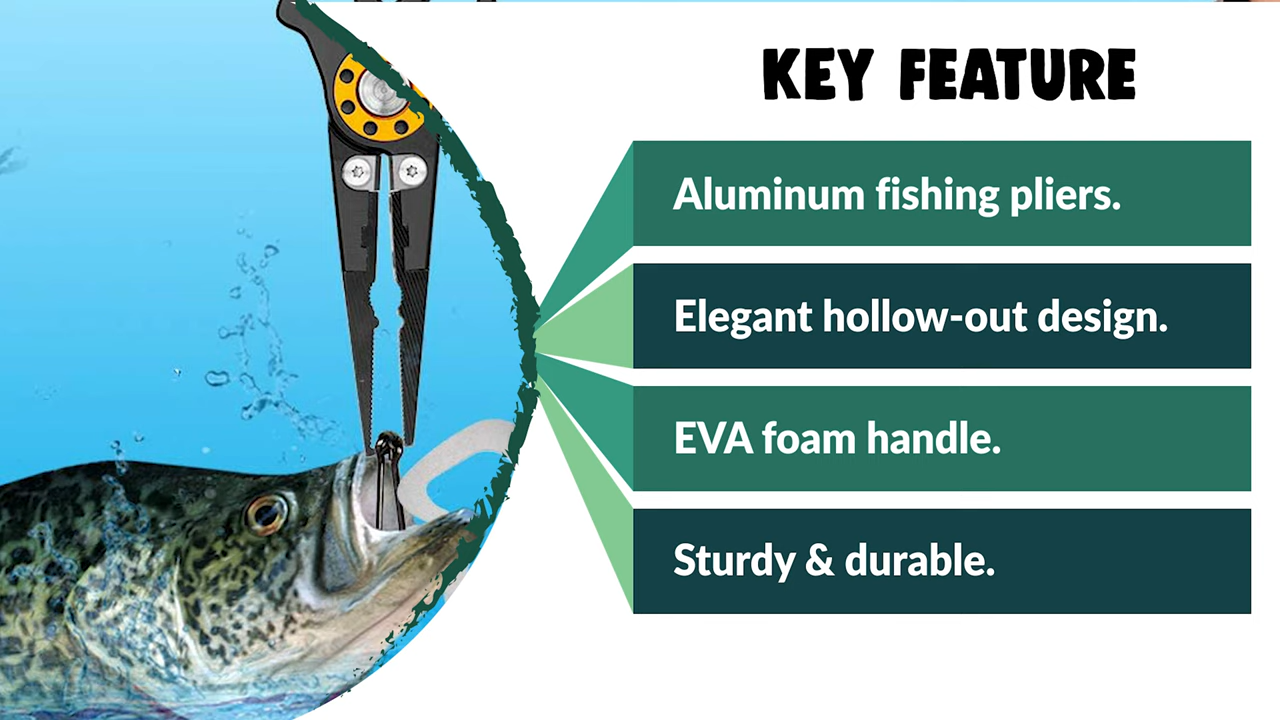 KEY FEATURE
Aluminum fishing pliers.
Elegant hollow-out design.
EVA foam handle.
Sturdy & durable.